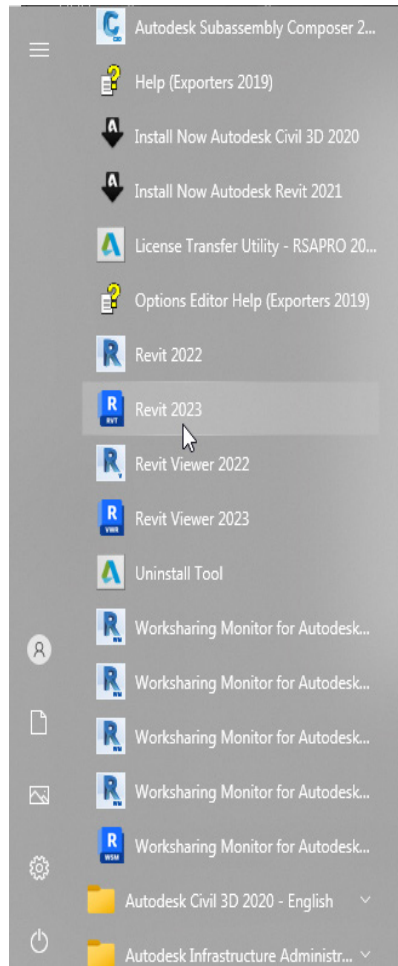 Autodesk Subassembly Composer 2...
Help (Exporters 2019)
Install Now Autodesk Civil 3D 2020
Install Now Autodesk Revit 2021
License Transfer Utility - RSAPRO 20...
Options Editor Help (Exporters 2019)
Revit 2022
Revit 2023
Revit Viewer 2022
Revit Viewer 2023
Uninstall Tool
Worksharing Monitor for Autodesk...
Worksharing Monitor for Autodesk...
Worksharing Monitor for Autodesk...
Worksharing Monitor for Autodesk...
Worksharing Monitor for Autodesk...
Autodesk Civil 3D 2020 - English
Autodesk Infrastructure Administr...